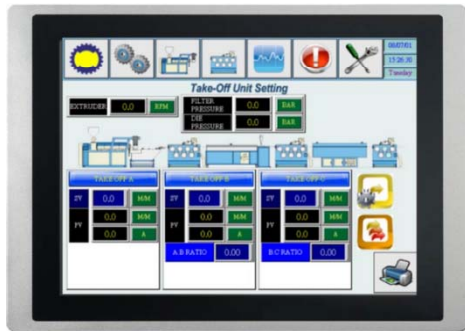 08/07/01
15:26:30
Tuesday
Take-Off Unit Setting
EXTRUDER 0,0 RPM
FILTER PRESSURE 0,0 BAR
DIE PRESSURE 0,0 BAR
TAKE OFF A TAKE OFF B TAKE OFF C
SV 0,0 M/M SV 0,0 M/M SV 0,0 M/M
PV 0,0 M/M PV 0,0 M/M PV 0,0 M/M
0,0 A 0,0 A 0,0 A
A:B RATIO 0,00 B:C RATIO 0,00